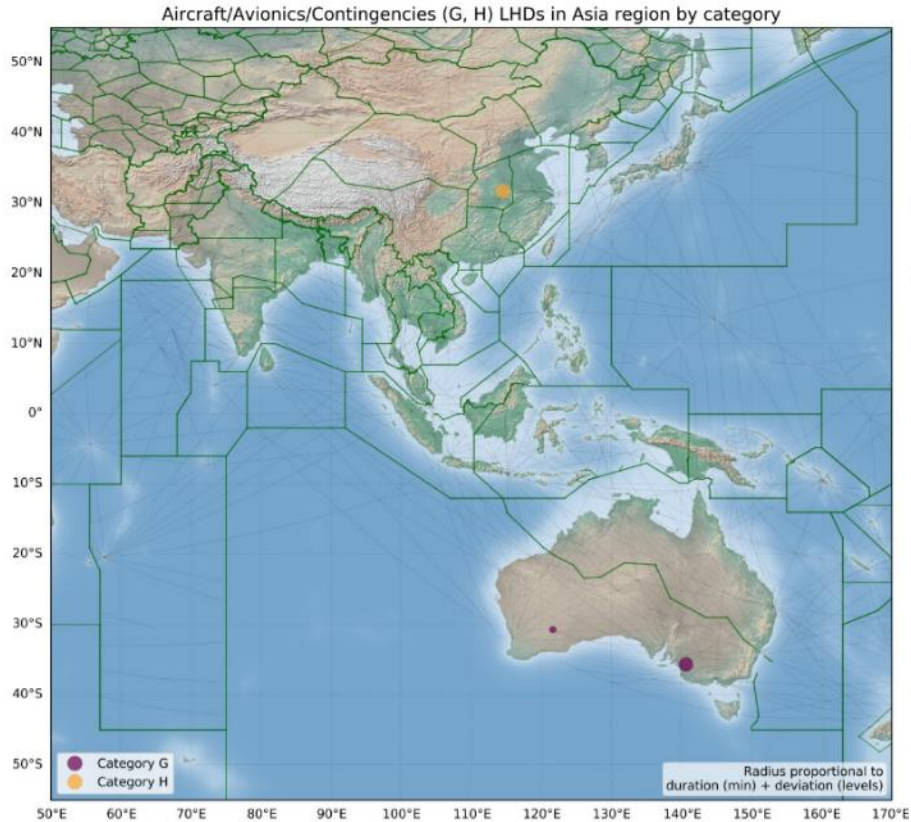 Aircraft/Avionics/Contingencies (G, H) LHDs in Asia region by category
50°N
40°N
30°N
20°N
10°N
0°
10°S
20°S
30°S
40°S
50°S
Category G
Category H
Radius proportional to
duration (min) + deviation (levels)
50°E 60°E 70°E 80°E 90°E 100°E 110°E 120°E 130°E 140°E 150°E 160°E 170°E